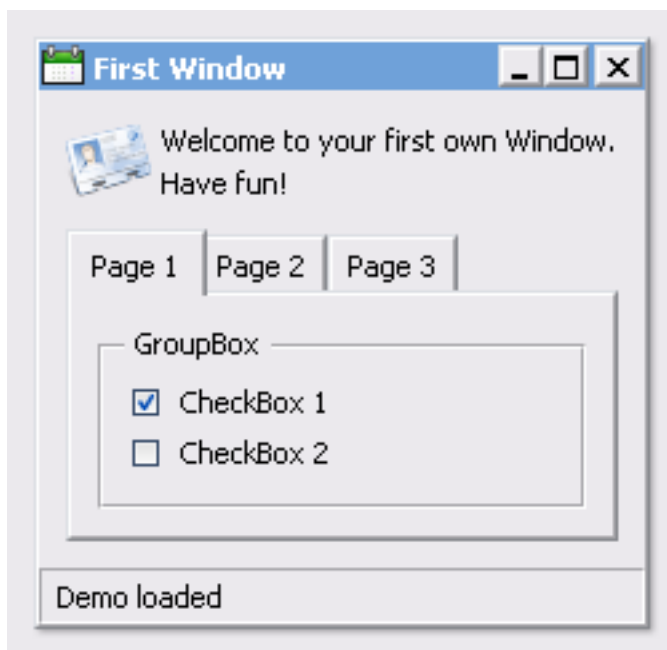 First Window
Welcome to your first own Window.
Have fun!
Page 1 Page 2 Page 3
GroupBox
CheckBox 1
CheckBox 2
Demo loaded